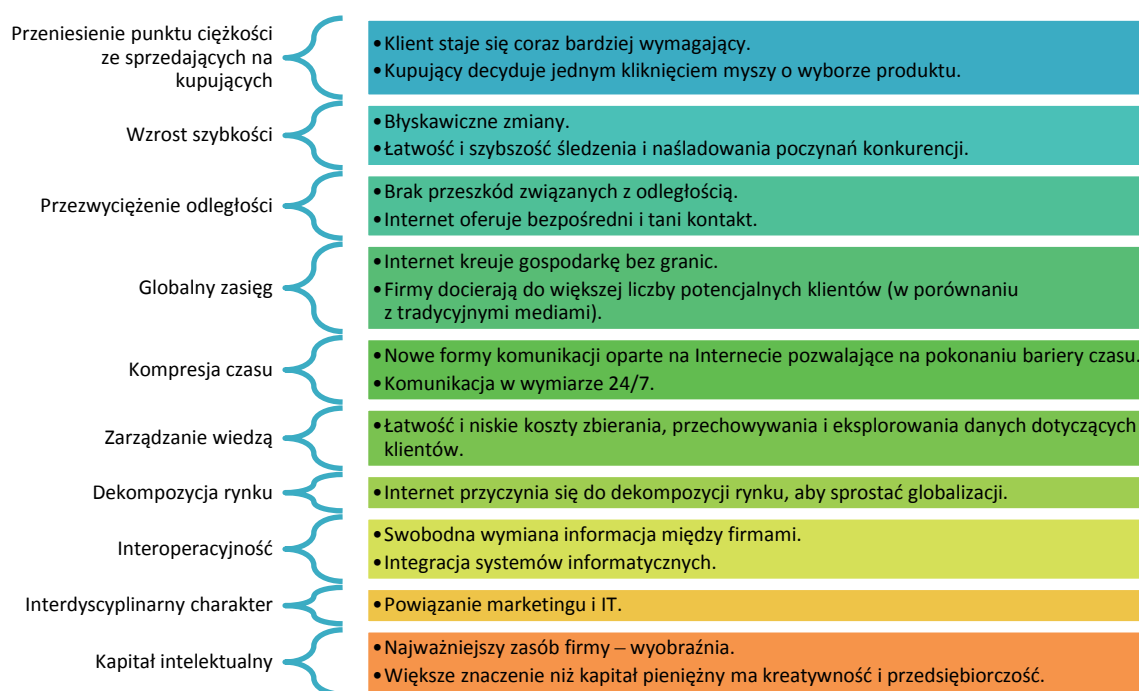 Przeniesienie punktu ciężkości
ze sprzedających na
kupujących
•Klient staje się coraz bardziej wymagający.
•Kupujący decyduje jednym kliknięciem myszy o wyborze produktu.
Wzrost szybkości
•Błyskawiczne zmiany.
•Łatwość i szybszość śledzenia i naśladowania poczynań konkurencji.
Przezwyciężenie odległości
•Brak przeszkód związanych z odległością.
•Internet oferuje bezpośredni i tani kontakt.
Globalny zasięg
•Internet kreuje gospodarkę bez granic.
•Firmy docierają do większej liczby potencjalnych klientów (w porównaniu
z tradycyjnymi mediami).
Kompresja czasu
•Nowe formy komunikacji oparte na Internecie pozwalające na pokonaniu bariery czasu.
•Komunikacja w wymiarze 24/7.
Zarządzanie wiedzą
•Łatwość i niskie koszty zbierania, przechowywania i eksplorowania danych dotyczących
klientów.
Dekompozycja rynku
•Internet przyczynia się do dekompozycji rynku, aby sprostać globalizacji.
Interoperacyjność
•Swobodna wymiana informacja między firmami.
•Integracja systemów informatycznych.
Interdyscyplinarny charakter
•Powiązanie marketingu i IT.
Kapitał intelektualny
•Najważniejszy zasób firmy – wyobraźnia.
•Większe znaczenie niż kapitał pieniężny ma kreatywność i przedsiębiorczość.